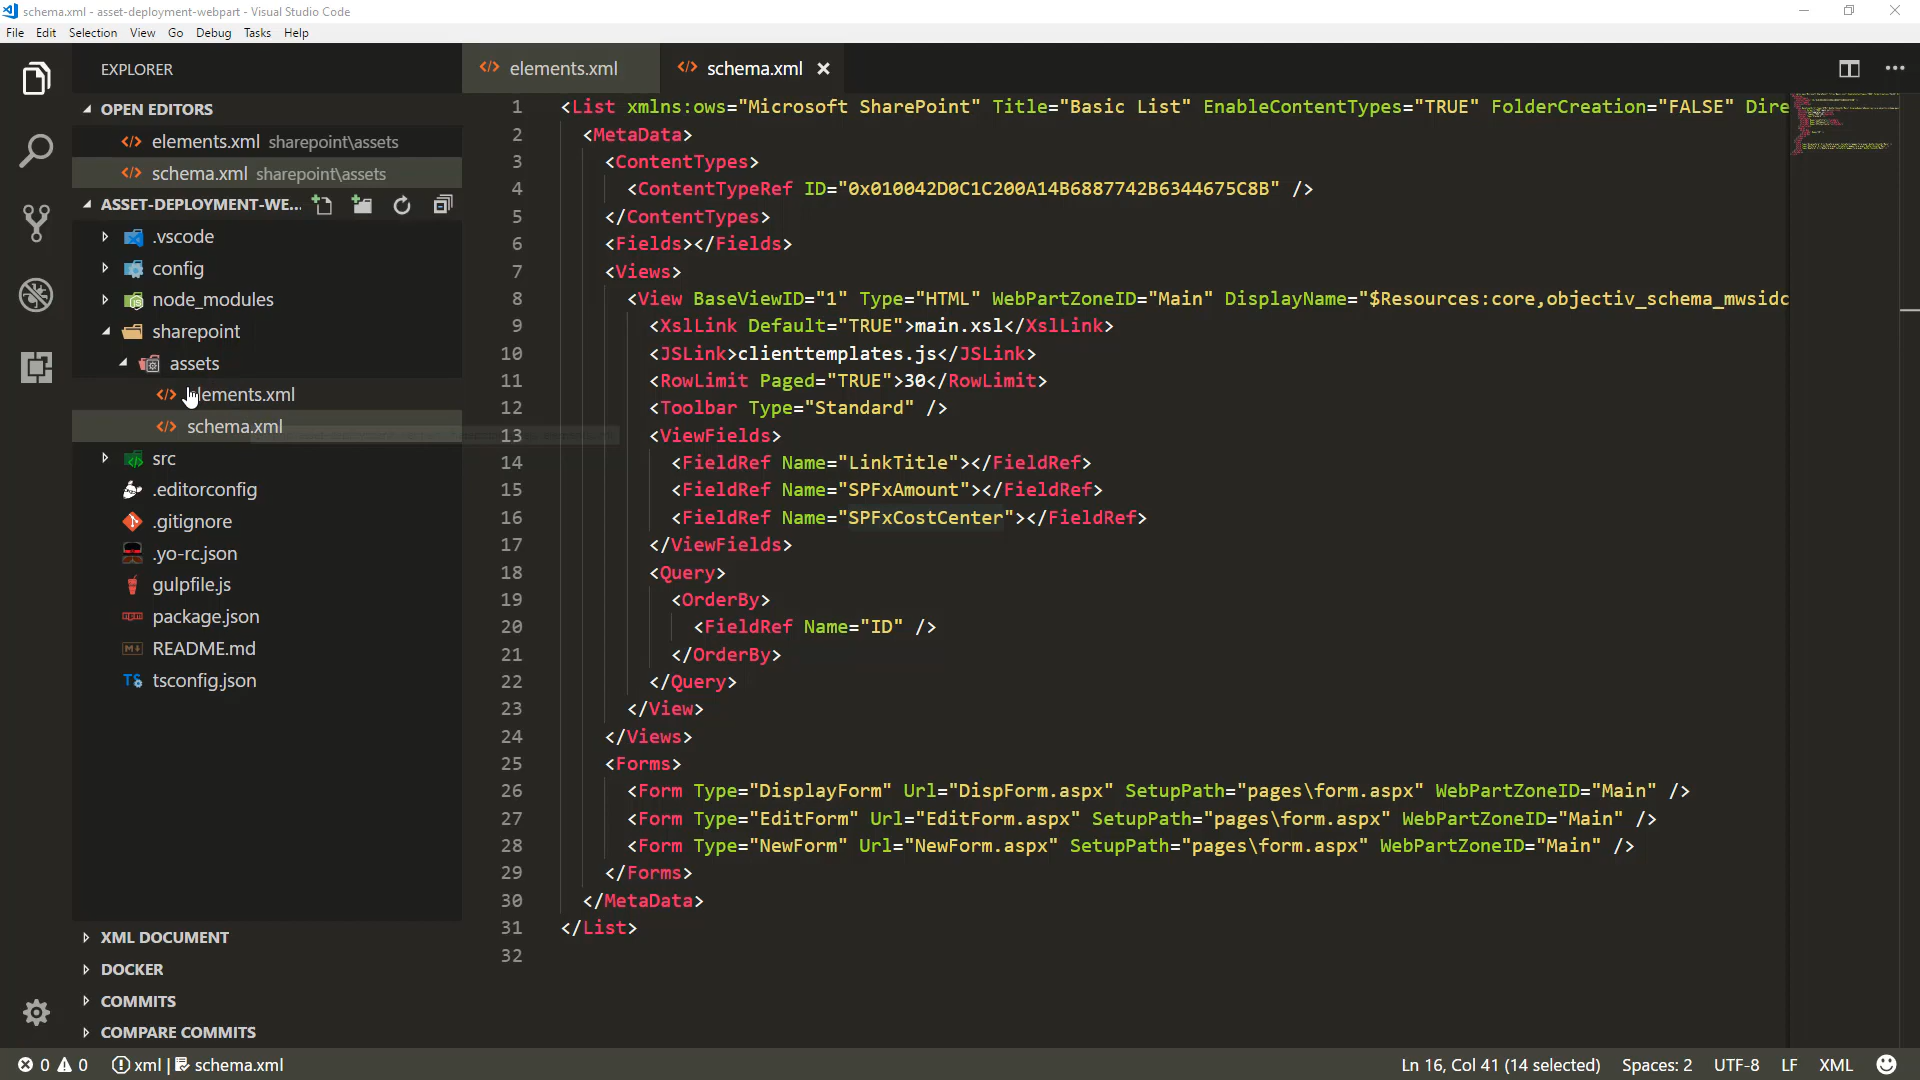 schema.xml - asset-deployment-webpart - Visual Studio Code
File Edit Selection View Go Debug Tasks Help
EXPLORER
OPEN EDITORS
elements.xml sharepoint\assets
schema.xml sharepoint\assets
ASSET-DEPLOYMENT-WE...
.vscode
config
node_modules
sharepoint
assets
elements.xml
schema.xml
src
.editorconfig
.gitignore
.yo-rc.json
gulpfile.js
package.json
README.md
TS tsconfig.json
XML DOCUMENT
DOCKER
COMMITS
COMPARE COMMITS
elements.xml schema.xml
1 <List xmlns:ows="Microsoft SharePoint" Title="Basic List" EnableContentTypes="TRUE" FolderCreation="FALSE" Dire
2 <MetaData>
3 <ContentTypes>
4 <ContentTypeRef ID="0x010042D0C1C200A14B6887742B6344675C8B" />
5 </ContentTypes>
6 <Fields></Fields>
7 <Views>
8 <View BaseViewID="1" Type="HTML" WebPartZoneID="Main" DisplayName="$Resources:core,objectiv_schema_mwsidc
9 <XslLink Default="TRUE">main.xsl</XslLink>
10 <JSLink>clienttemplates.js</JSLink>
11 <RowLimit Paged="TRUE">30</RowLimit>
12 <Toolbar Type="Standard" />
13 <ViewFields>
14 <FieldRef Name="LinkTitle"></FieldRef>
15 <FieldRef Name="SPFxAmount"></FieldRef>
16 <FieldRef Name="SPFxCostCenter"></FieldRef>
17 </ViewFields>
18 <Query>
19 <OrderBy>
20 <FieldRef Name="ID" />
21 </OrderBy>
22 </Query>
23 </View>
24 </Views>
25 <Forms>
26 <Form Type="DisplayForm" Url="DispForm.aspx" SetupPath="pages\form.aspx" WebPartZoneID="Main" />
27 <Form Type="EditForm" Url="EditForm.aspx" SetupPath="pages\form.aspx" WebPartZoneID="Main" />
28 <Form Type="NewForm" Url="NewForm.aspx" SetupPath="pages\form.aspx" WebPartZoneID="Main" />
29 </Forms>
30 </MetaData>
31 </List>
32
0 0 xml | schema.xml Ln 16, Col 41 (14 selected) Spaces: 2 UTF-8 LF XML